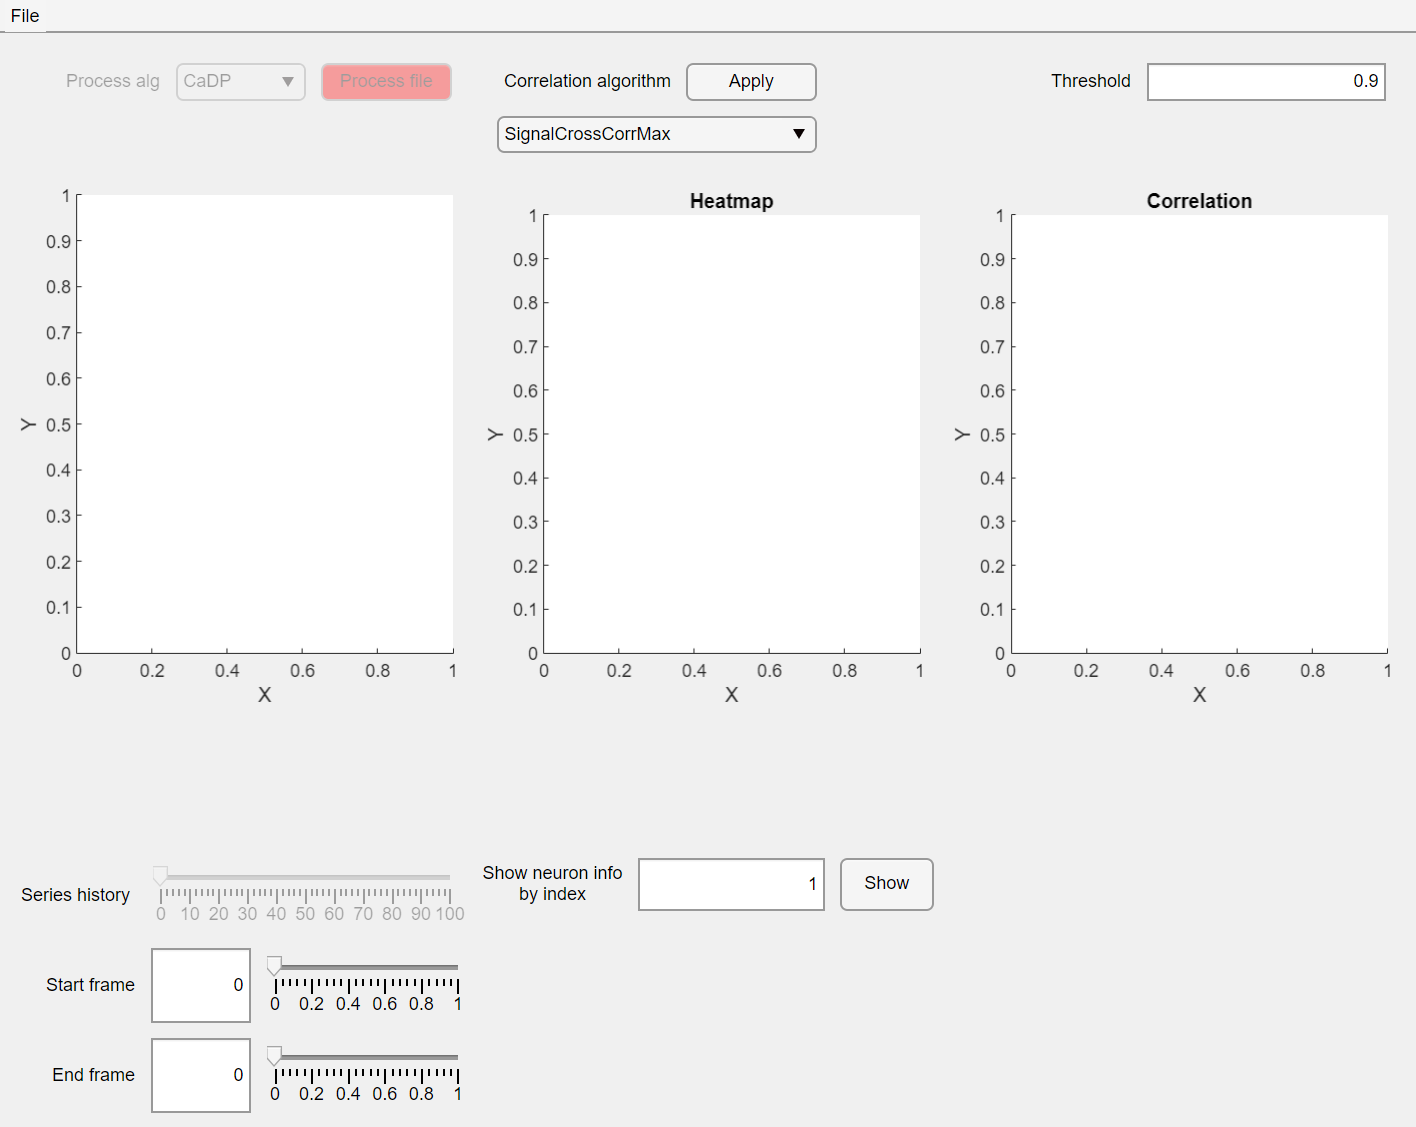 File
Process alg
CaDP
Process file
Correlation algorithm
Apply
Threshold
0.9
SignalCrossCorrMax
1
0.9
0.8
0.7
0.6
0.5
0.4
0.3
0.2
0.1
0
Y
0 0.2 0.4 0.6 0.8 1
X
Heatmap
1
0.9
0.8
0.7
0.6
0.5
0.4
0.3
0.2
0.1
0
Y
0 0.2 0.4 0.6 0.8 1
X
Correlation
1
0.9
0.8
0.7
0.6
0.5
0.4
0.3
0.2
0.1
0
Y
0 0.2 0.4 0.6 0.8 1
X
Series history
0 10 20 30 40 50 60 70 80 90 100
Show neuron info
by index
1
Show
Start frame
0
0 0.2 0.4 0.6 0.8 1
End frame
0
0 0.2 0.4 0.6 0.8 1